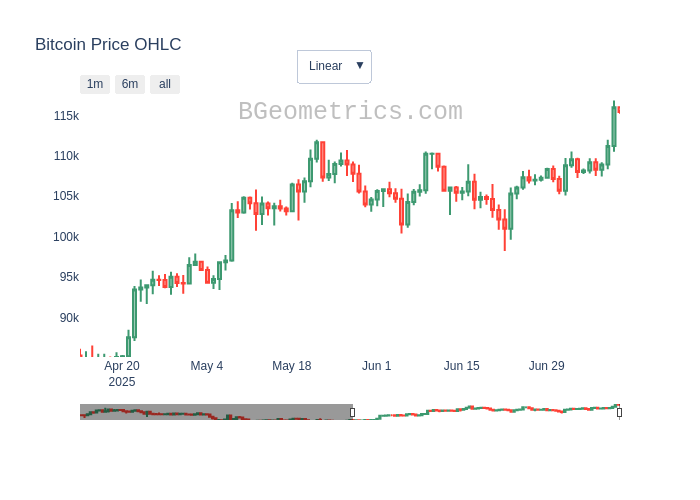 Bitcoin Price OHLC
Linear ▼
1m 6m all
BGeometrics.com
115k
110k
105k
100k
95k
90k
Apr 20 May 4 May 18 Jun 1 Jun 15 Jun 29
2025